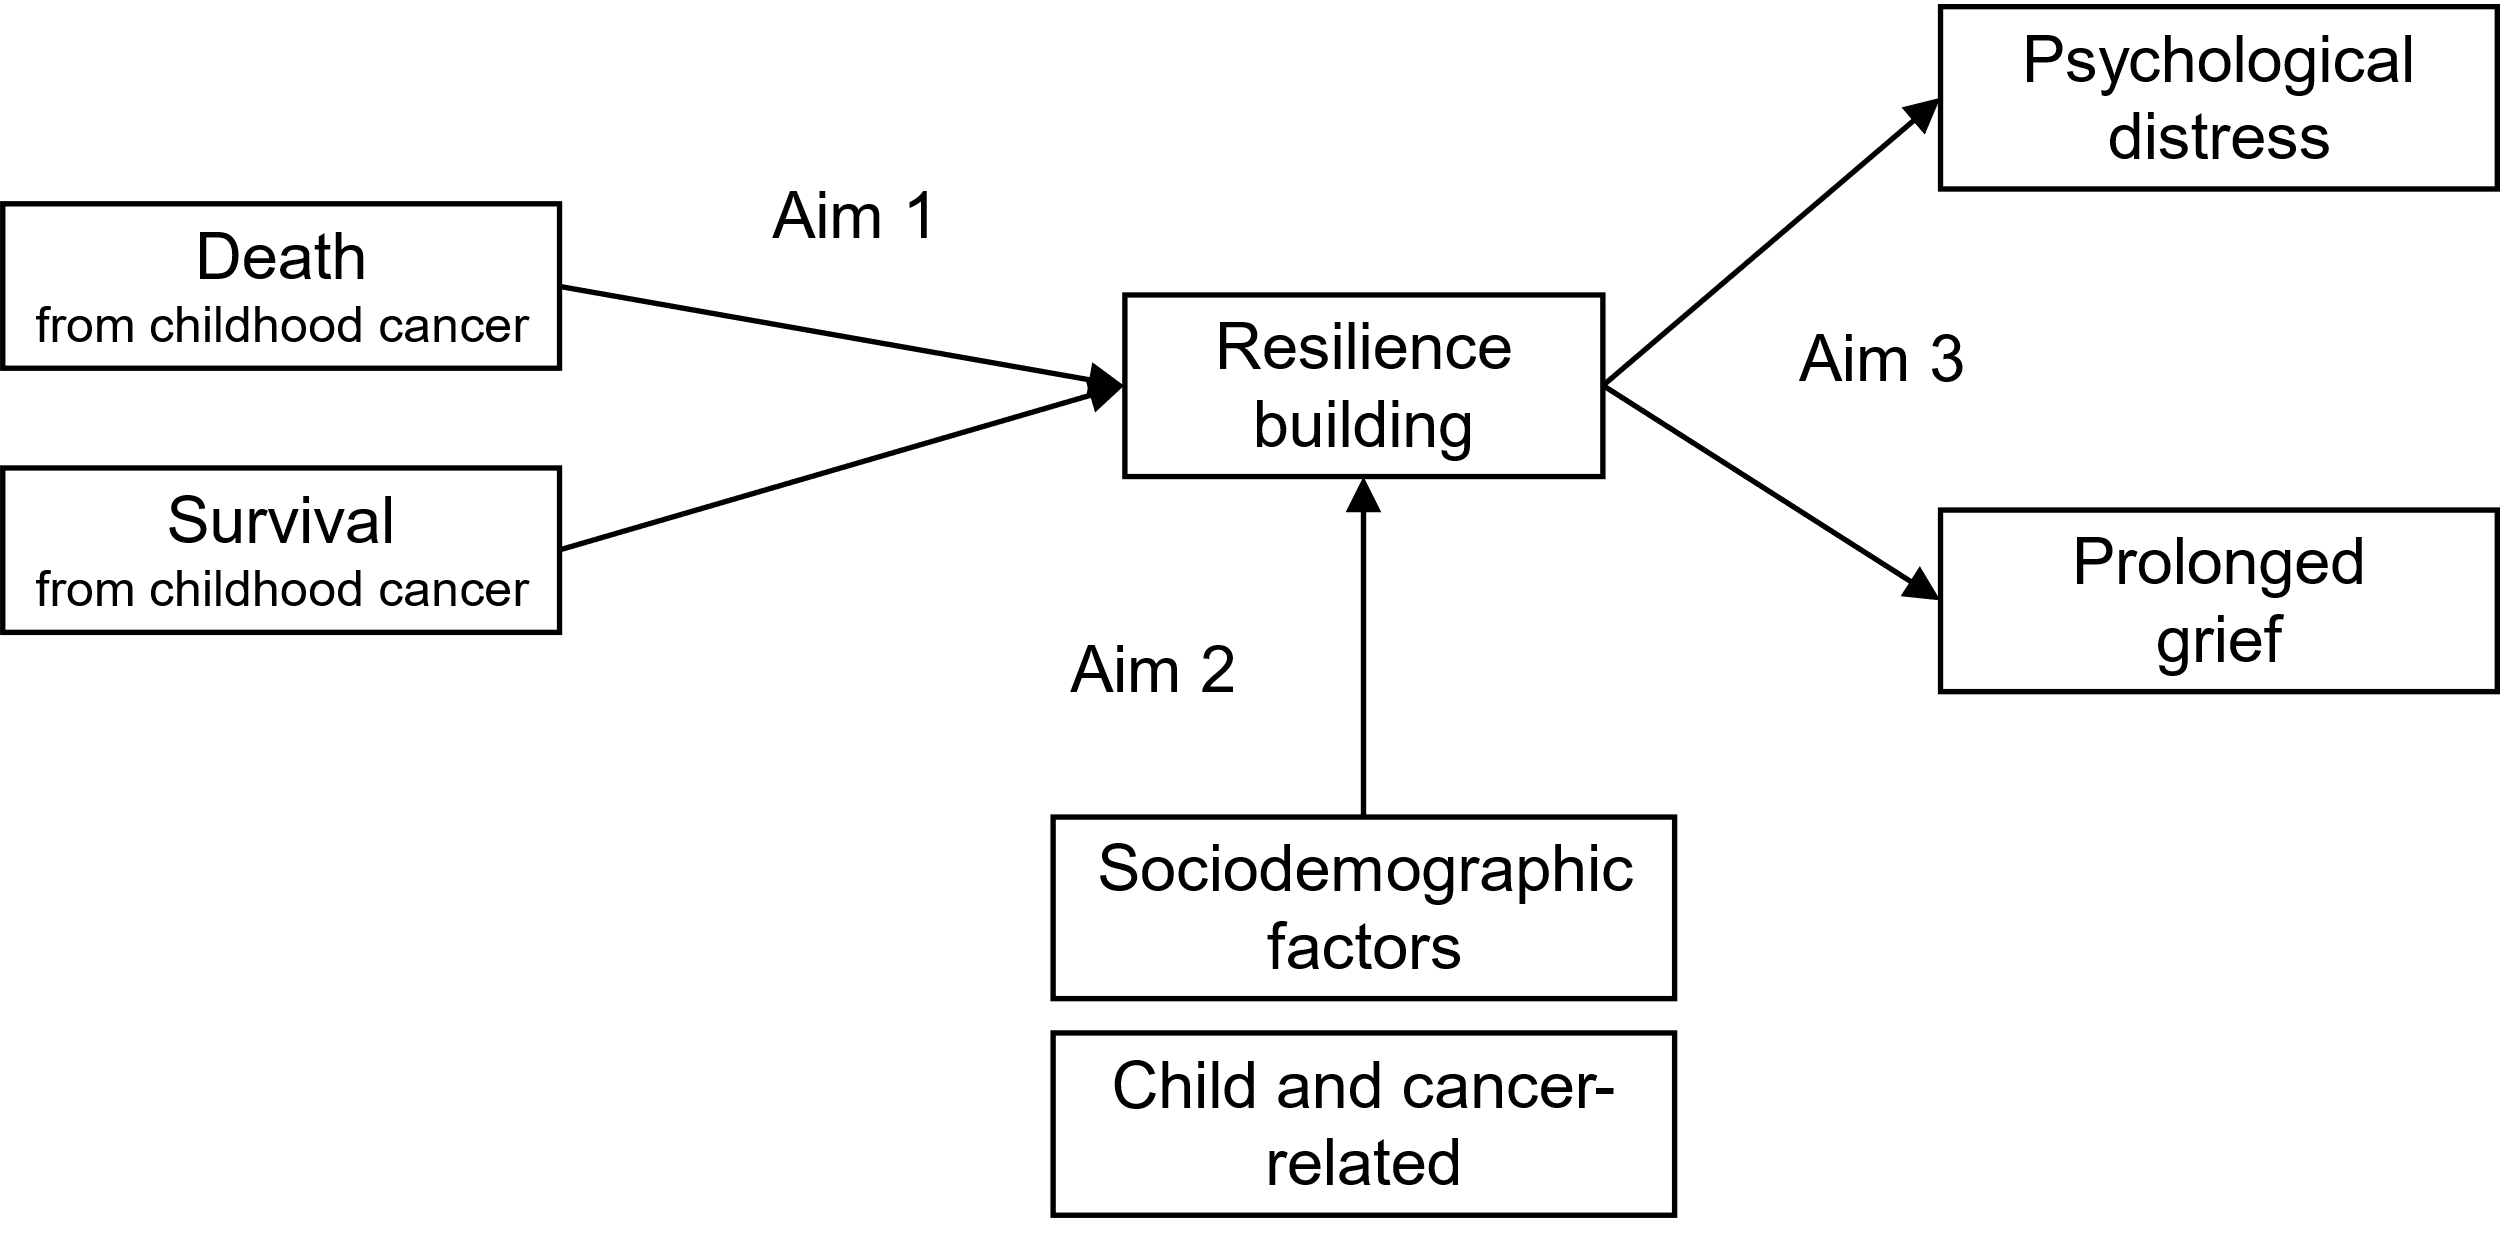 Psychological
distress
Aim 1
Death
from childhood cancer
Resilience
building
Aim 3
Survival
from childhood cancer
Prolonged
grief
Aim 2
Sociodemographic
factors
Child and cancer-
related